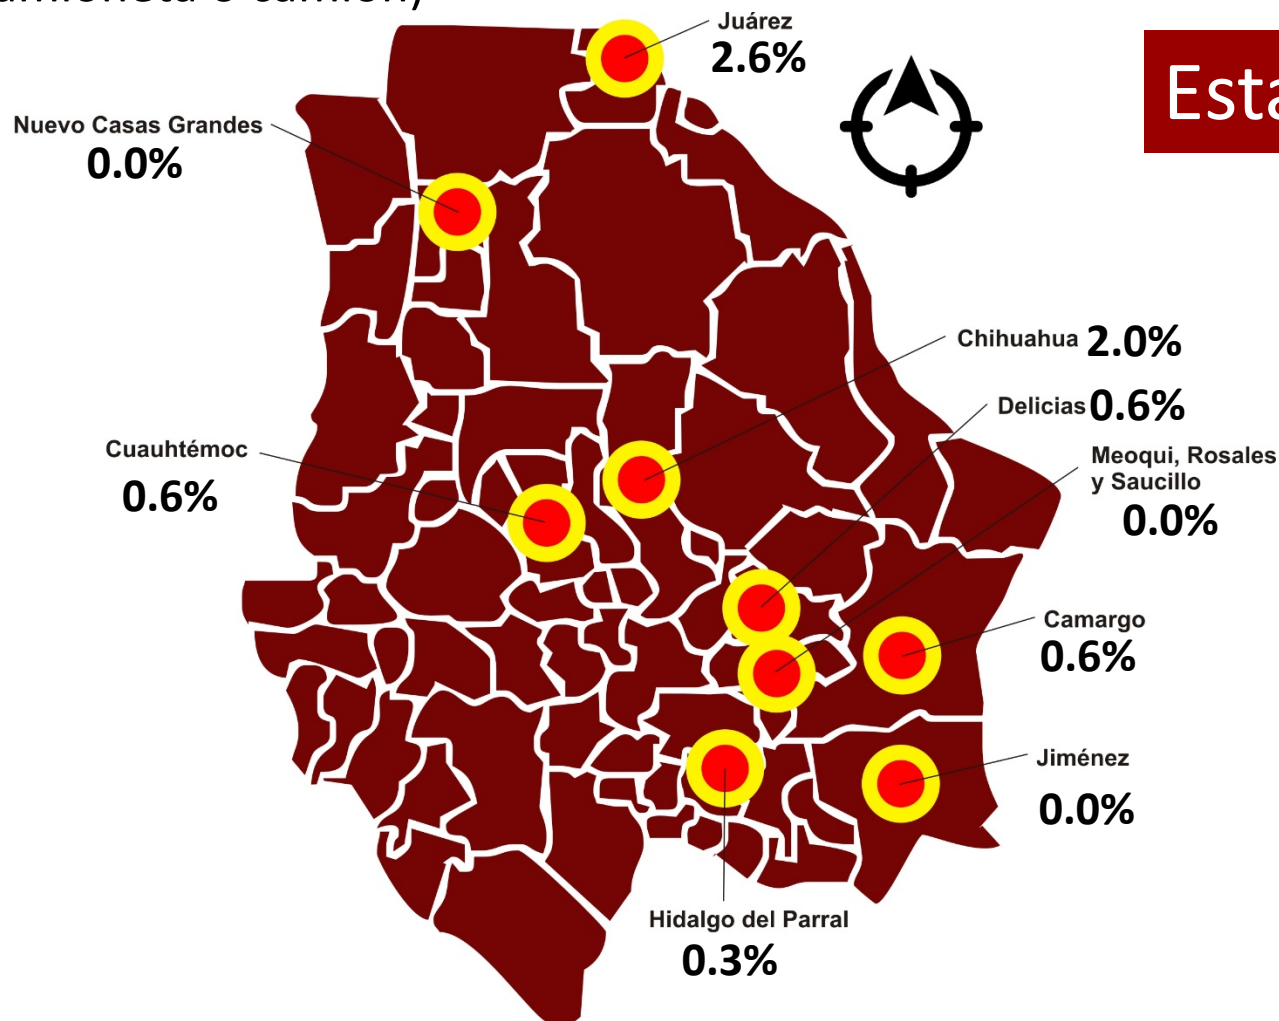 camión)
Juárez
2.6%
Nuevo Casas Grandes
0.0%
Chihuahua 2.0%
Delicias 0.6%
Cuauhtémoc
0.6%
Meoqui, Rosales
y Saucillo
0.0%
Camargo
0.6%
Jiménez
0.0%
Hidalgo del Parral
0.3%